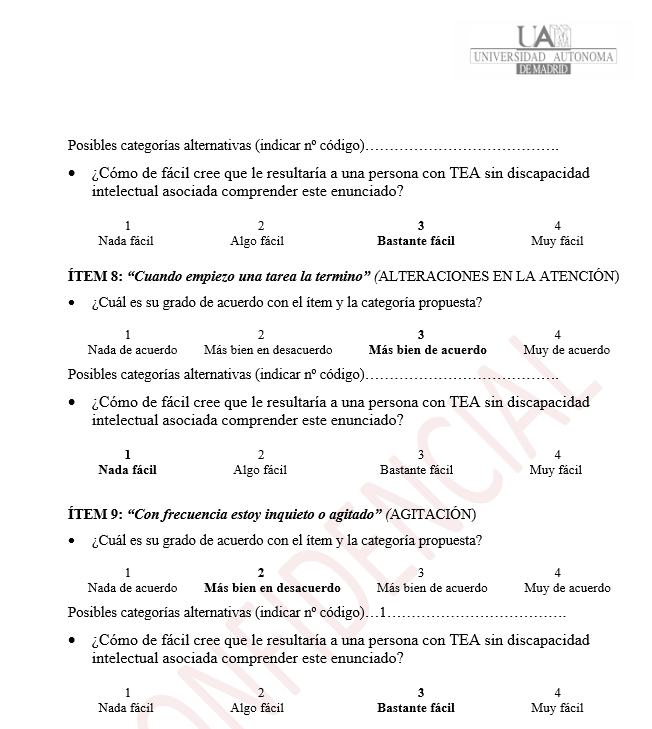 UAM
UNIVERSIDAD AUTONOMA
DE MADRID
Posibles categorías alternativas (indicar nº código)…………………………………
• ¿Cómo de fácil cree que le resultaría a una persona con TEA sin discapacidad
intelectual asociada comprender este enunciado?
1 2 3 4
Nada fácil Algo fácil Bastante fácil Muy fácil
ÍTEM 8: “Cuando empiezo una tarea la termino” (ALTERACIONES EN LA ATENCIÓN)
• ¿Cuál es su grado de acuerdo con el ítem y la categoría propuesta?
1 2 3 4
Nada de acuerdo Más bien en desacuerdo Más bien de acuerdo Muy de acuerdo
Posibles categorías alternativas (indicar nº código)…………………………………
• ¿Cómo de fácil cree que le resultaría a una persona con TEA sin discapacidad
intelectual asociada comprender este enunciado?
1 2 3 4
Nada fácil Algo fácil Bastante fácil Muy fácil
ÍTEM 9: “Con frecuencia estoy inquieto o agitado” (AGITACIÓN)
• ¿Cuál es su grado de acuerdo con el ítem y la categoría propuesta?
1 2 3 4
Nada de acuerdo Más bien en desacuerdo Más bien de acuerdo Muy de acuerdo
Posibles categorías alternativas (indicar nº código)…1………………………………
• ¿Cómo de fácil cree que le resultaría a una persona con TEA sin discapacidad
intelectual asociada comprender este enunciado?
1 2 3 4
Nada fácil Algo fácil Bastante fácil Muy fácil
CONFIDENCIAL